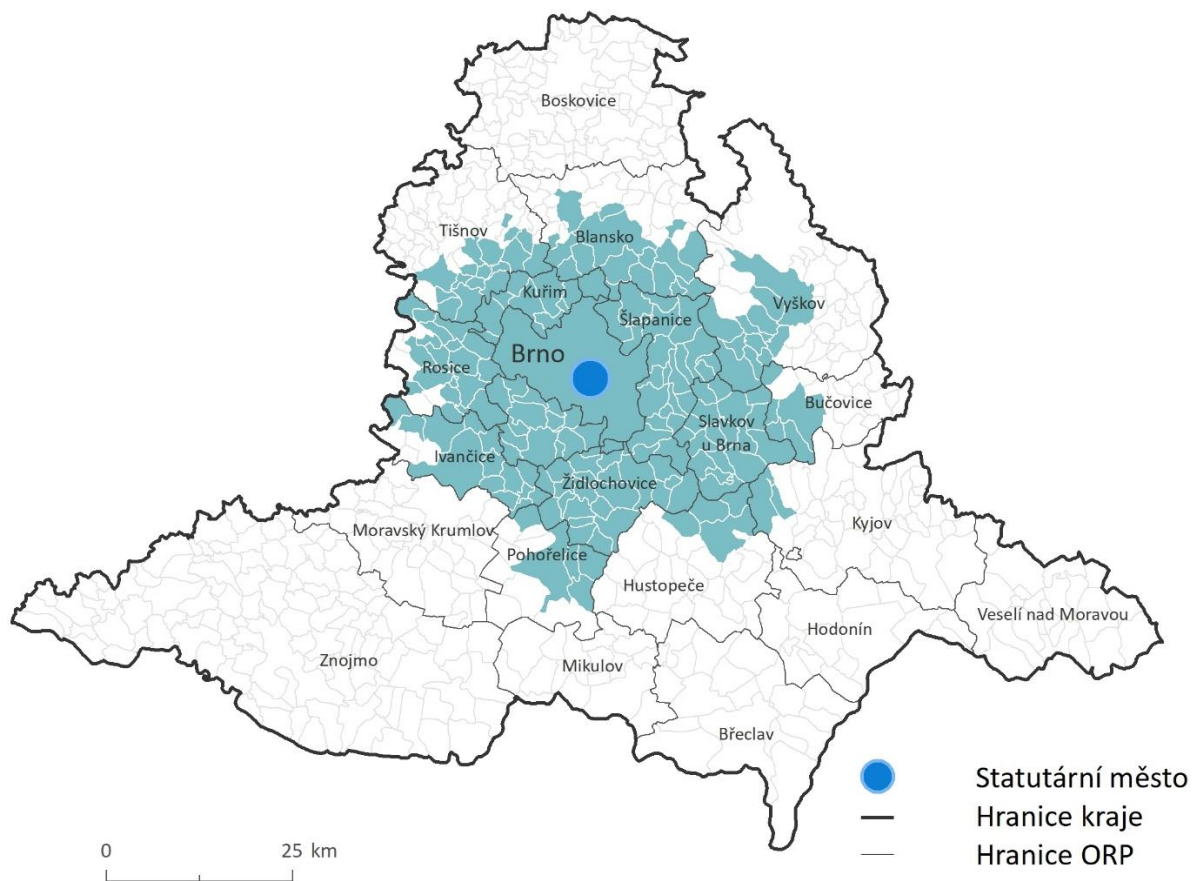 Boskovice
Tišnov
Blansko
Kuřim
Vyškov
Šlapanice
Brno
Rosice
Bučovice
Slavkov
u Brna
Ivančice
Židlochovice
Kyjov
Moravský Krumlov
Pohořelice
Hustopeče
Veselí nad Moravou
Hodonín
Znojmo
Mikulov
Břeclav
Statutární město
Hranice kraje
Hranice ORP
0 25 km